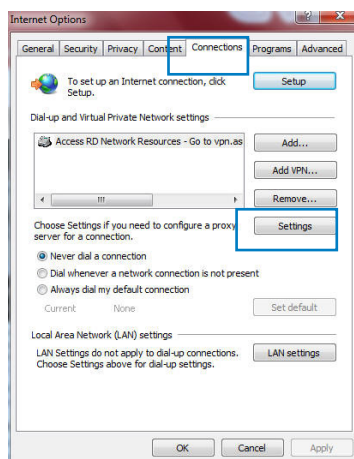 Internet Options
General Security Privacy Content Connections Programs Advanced
To set up an Internet connection, click
Setup.
Setup
Dial-up and Virtual Private Network settings
Access RD Network Resources - Go to vpn.as
Add...
Add VPN...
Remove...
Choose Settings if you need to configure a proxy
server for a connection.
Settings
Never dial a connection
Dial whenever a network connection is not present
Always dial my default connection
Current None
Set default
Local Area Network (LAN) settings
LAN Settings do not apply to dial-up connections.
Choose Settings above for dial-up settings.
LAN settings
OK Cancel Apply